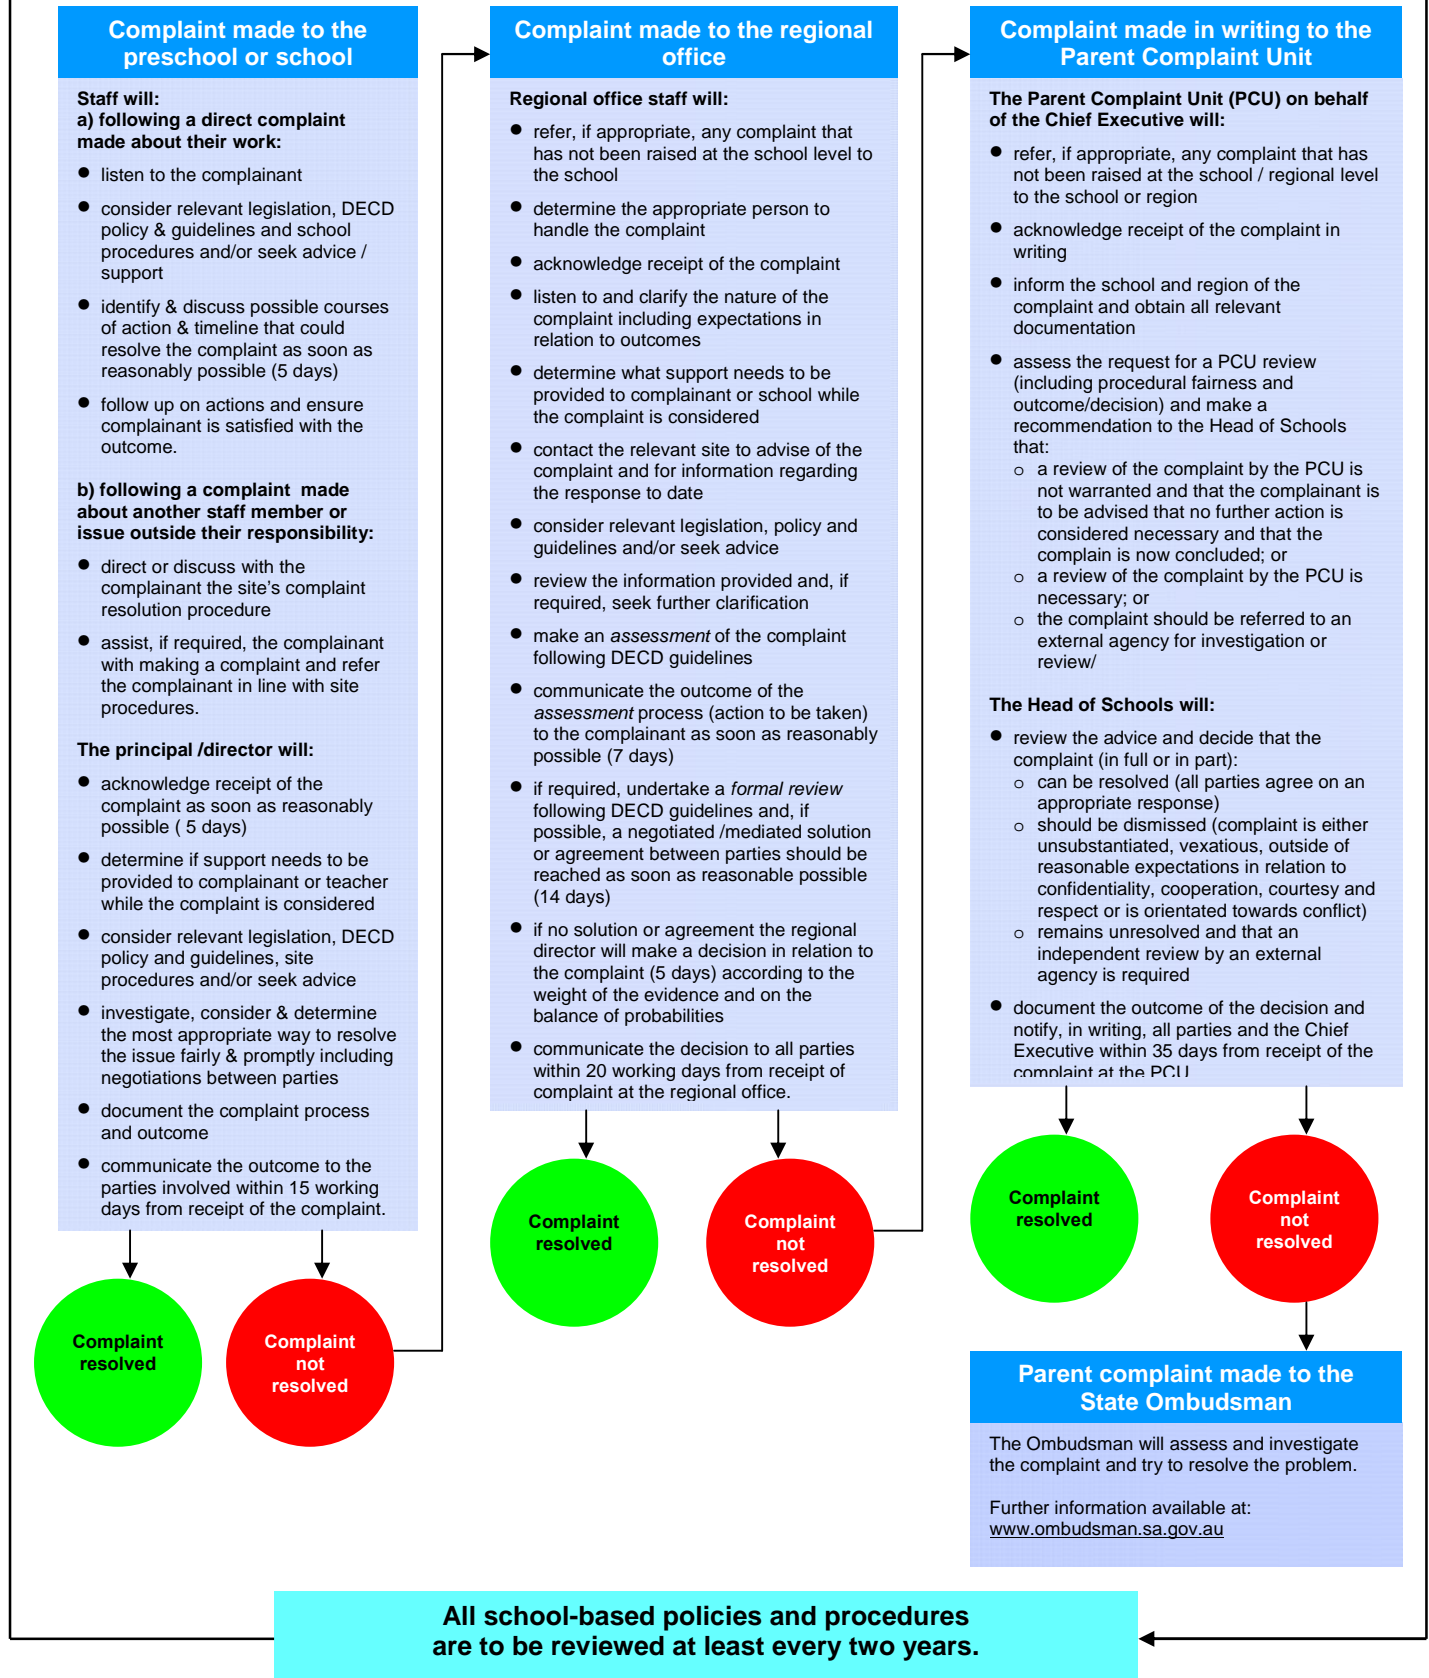 Complaint made to the
preschool or school
Staff will:
a) following a direct complaint
made about their work:
● listen to the complainant
● consider relevant legislation, DECD
policy & guidelines and school
procedures and/or seek advice /
support
● identify & discuss possible courses
of action & timeline that could
resolve the complaint as soon as
reasonably possible (5 days)
● follow up on actions and ensure
complainant is satisfied with the
outcome.
b) following a complaint  made
about another staff member or
issue outside their responsibility:
● direct or discuss with the
complainant the site's complaint
resolution procedure
● assist, if required, the complainant
with making a complaint and refer
the complainant in line with site
procedures.
The principal /director will:
● acknowledge receipt of the
complaint as soon as reasonably
possible ( 5 days)
● determine if support needs to be
provided to complainant or teacher
while the complaint is considered
● consider relevant legislation, DECD
policy and guidelines, site
procedures and/or seek advice
● investigate, consider & determine
the most appropriate way to resolve
the issue fairly & promptly including
negotiations between parties
● document the complaint process
and outcome
● communicate the outcome to the
parties involved within 15 working
days from receipt of the complaint.
Complaint
resolved
Complaint
not
resolved
Complaint made to the regional
office
Regional office staff will:
● refer, if appropriate, any complaint that
has not been raised at the school level to
the school
● determine the appropriate person to
handle the complaint
● acknowledge receipt of the complaint
● listen to and clarify the nature of the
complaint including expectations in
relation to outcomes
● determine what support needs to be
provided to complainant or school while
the complaint is considered
● contact the relevant site to advise of the
complaint and for information regarding
the response to date
● consider relevant legislation, policy and
guidelines and/or seek advice
● review the information provided and, if
required, seek further clarification
● make an assessment of the complaint
following DECD guidelines
● communicate the outcome of the
assessment process (action to be taken)
to the complainant as soon as reasonably
possible (7 days)
● if required, undertake a formal review
following DECD guidelines and, if
possible, a negotiated /mediated solution
or agreement between parties should be
reached as soon as reasonable possible
(14 days)
● if no solution or agreement the regional
director will make a decision in relation to
the complaint (5 days) according to the
weight of the evidence and on the
balance of probabilities
● communicate the decision to all parties
within 20 working days from receipt of
complaint at the regional office.
Complaint
resolved
Complaint
not
resolved
Complaint made in writing to the
Parent Complaint Unit
The Parent Complaint Unit (PCU) on behalf
of the Chief Executive will:
● refer, if appropriate, any complaint that has
not been raised at the school / regional level
to the school or region
● acknowledge receipt of the complaint in
writing
● inform the school and region of the
complaint and obtain all relevant
documentation
● assess the request for a PCU review
(including procedural fairness and
outcome/decision) and make a
recommendation to the Head of Schools
that:
o a review of the complaint by the PCU is
not warranted and that the complainant is
to be advised that no further action is
considered necessary and that the
complain is now concluded; or
o a review of the complaint by the PCU is
necessary; or
o the complaint should be referred to an
external agency for investigation or
review/
The Head of Schools will:
● review the advice and decide that the
complaint (in full or in part):
o can be resolved (all parties agree on an
appropriate response)
o should be dismissed (complaint is either
unsubstantiated, vexatious, outside of
reasonable expectations in relation to
confidentiality, cooperation, courtesy and
respect or is orientated towards conflict)
o remains unresolved and that an
independent review by an external
agency is required
● document the outcome of the decision and
notify, in writing, all parties and the Chief
Executive within 35 days from receipt of the
complaint at the PCU
Complaint
resolved
Complaint
not
resolved
Parent complaint made to the
State Ombudsman
The Ombudsman will assess and investigate
the complaint and try to resolve the problem.
Further information available at:
www.ombudsman.sa.gov.au
All school-based policies and procedures
are to be reviewed at least every two years.